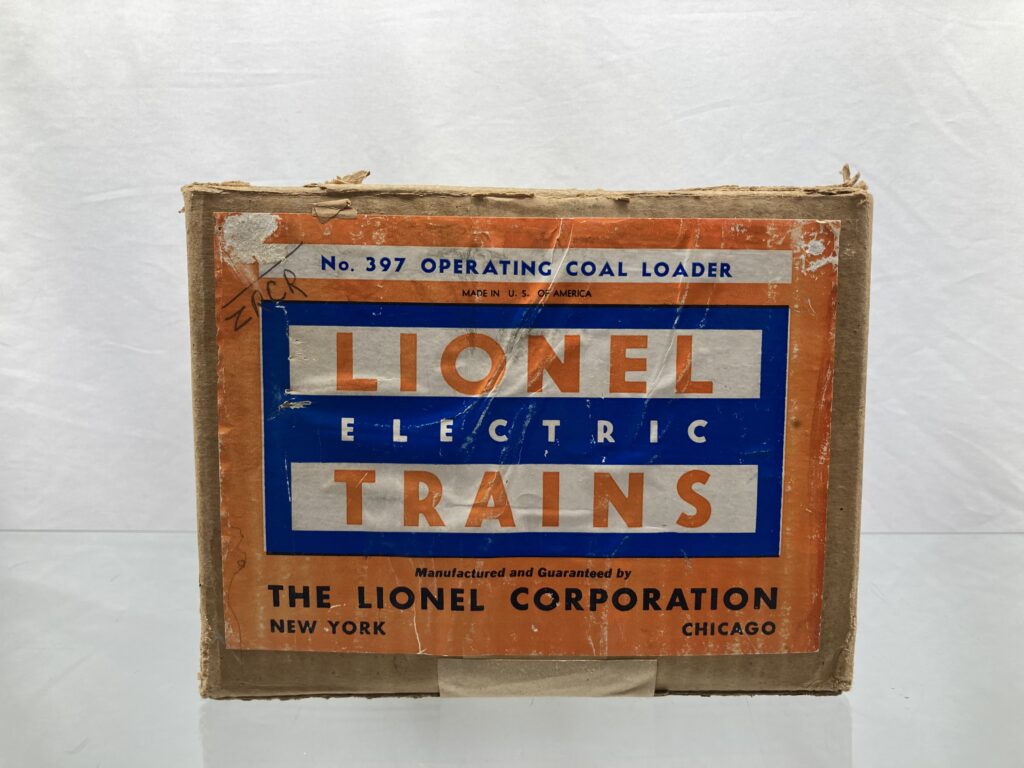 No. 397 OPERATING COAL LOADER
MADE IN U. S. OF AMERICA
LIONEL
ELECTRIC
TRAINS
Manufactured and Guaranteed by
THE LIONEL CORPORATION
NEW YORK CHICAGO